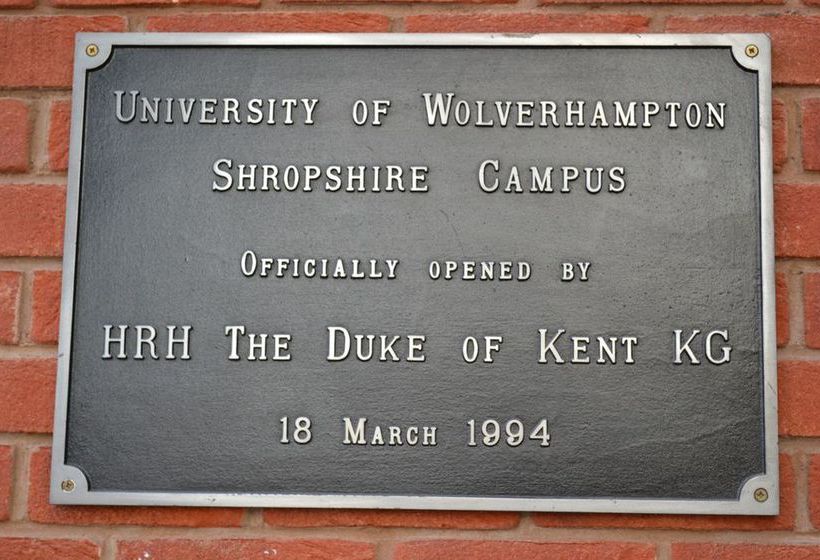 University of Wolverhampton
Shropshire Campus
Officially opened by
HRH The Duke of Kent KG
18 March 1994